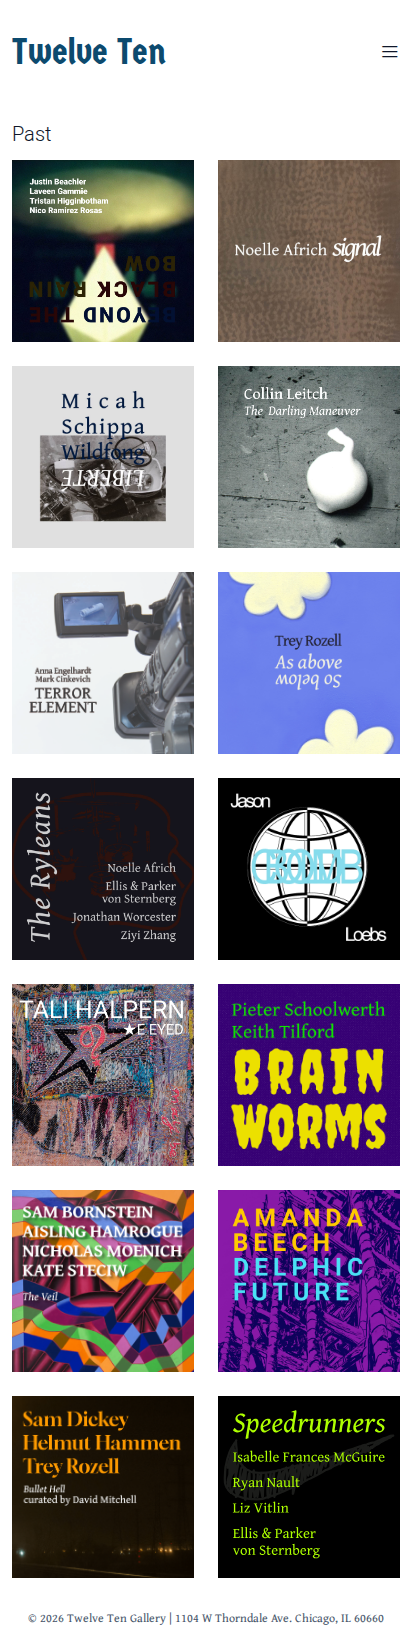 Twelve Ten
Past
Justin Beachler
Laveen Gammie
Tristan Higginbotham
Nico Ramirez Rosas
BEYOND THE
BLACK RAIN
BOW
Noelle Africh signal
Micah
Schippa
Wildfong
LIBERTÉ
Collin Leitch
The Darling Maneuver
Anna Engelhardt
Mark Cinkevich
TERROR
ELEMENT
Trey Rozell
As above
So below
The Ryleans
Noelle Africh
Ellis & Parker
von Sternberg
Jonathan Worcester
Ziyi Zhang
Jason
Loebs
TALI HALPERN
★E EYED
Pieter Schoolwerth
Keith Tilford
BRAIN
WORMS
SAM BORNSTEIN
AISLING HAMROGUE
NICHOLAS MOENICH
KATE STECIW
The Veil
AMANDA
BEECH
DELPHIC
FUTURE
Sam Dickey
Helmut Hammen
Trey Rozell
Bullet Hell
curated by David Mitchell
Speedrunners
Isabelle Frances McGuire
Ryan Nault
Liz Vitlin
Ellis & Parker
von Sternberg
© 2026 Twelve Ten Gallery | 1104 W Thorndale Ave. Chicago, IL 60660